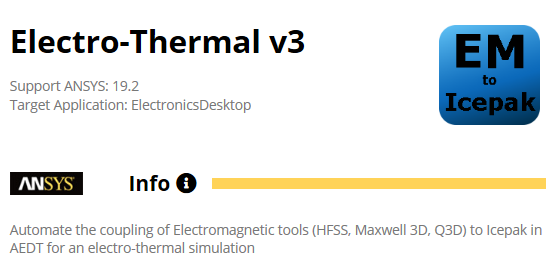 Electro-Thermal v3
EM
to
Icepak
Support ANSYS: 19.2
Target Application: ElectronicsDesktop
ANSYS
Info
Automate the coupling of Electromagnetic tools (HFSS, Maxwell 3D, Q3D) to Icepak in
AEDT for an electro-thermal simulation